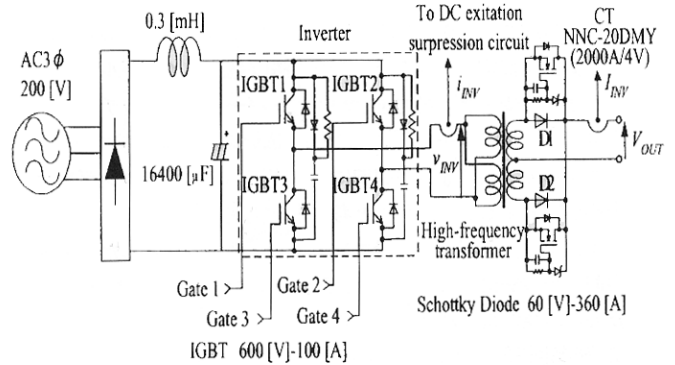 AC3ϕ
200 [V]
0.3 [mH]
16400 [μF]
Inverter
IGBT1
IGBT2
IGBT3
IGBT4
Gate 1
Gate 2
Gate 3
Gate 4
IGBT 600 [V]-100 [A]
To DC exitation
surpression circuit
i_INV
v_INV
High-frequency
transformer
CT
NNC-20DMY
(2000A/4V)
I_INV
D1
D2
V_OUT
Schottky Diode 60 [V]-360 [A]